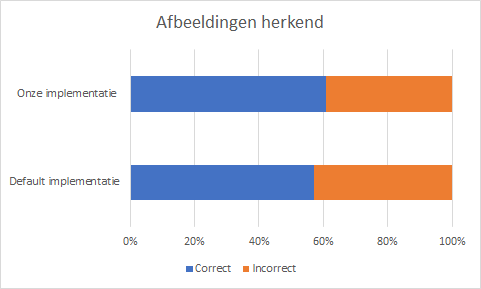 Afbeeldingen herkend
Onze implementatie
Default implementatie
0% 20% 40% 60% 80% 100%
Correct Incorrect